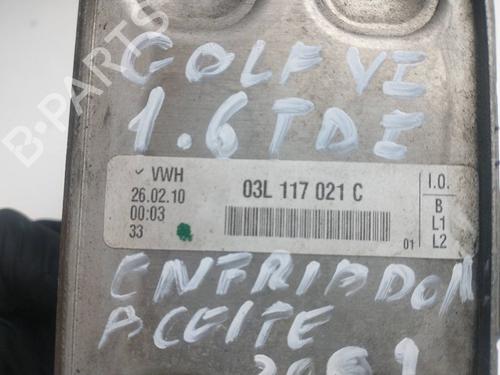 B-PARTS
GOLF VI
1.6 TDI
VWH
26.02.10
00:03
33
03L 117 021 C
01
I.O.
B
L1
L2
ENFRIADOR
ACEITE